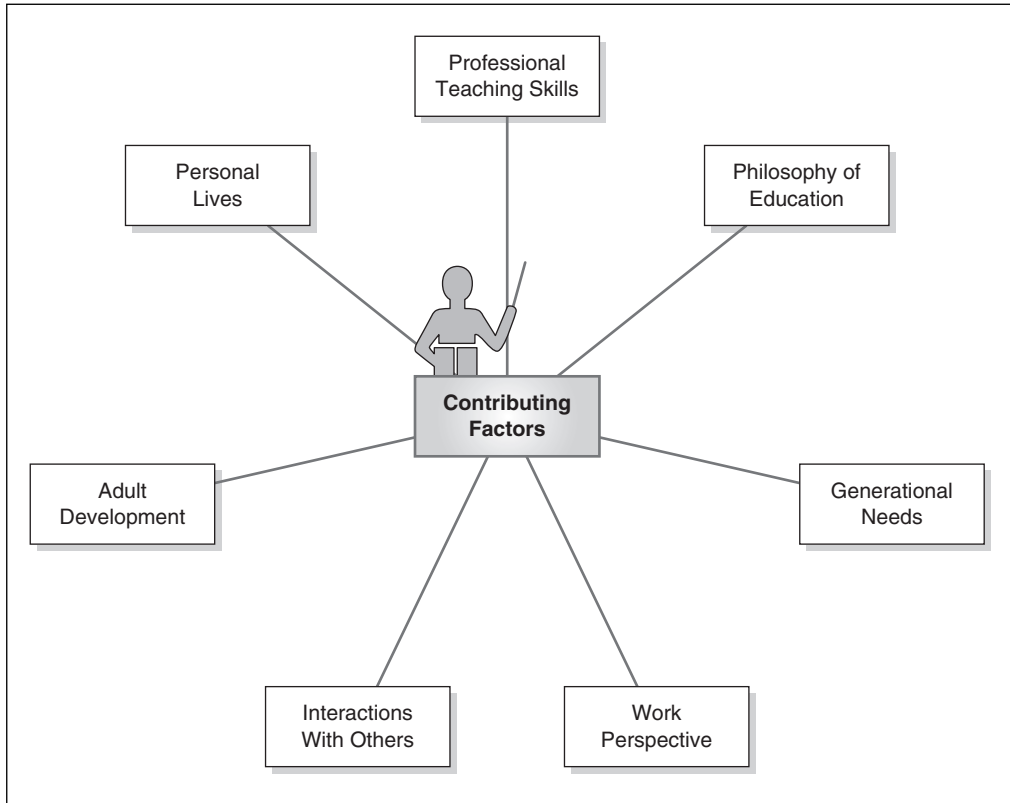 Professional
Teaching Skills
Personal
Lives
Philosophy of
Education
Contributing
Factors
Adult
Development
Generational
Needs
Interactions
With Others
Work
Perspective